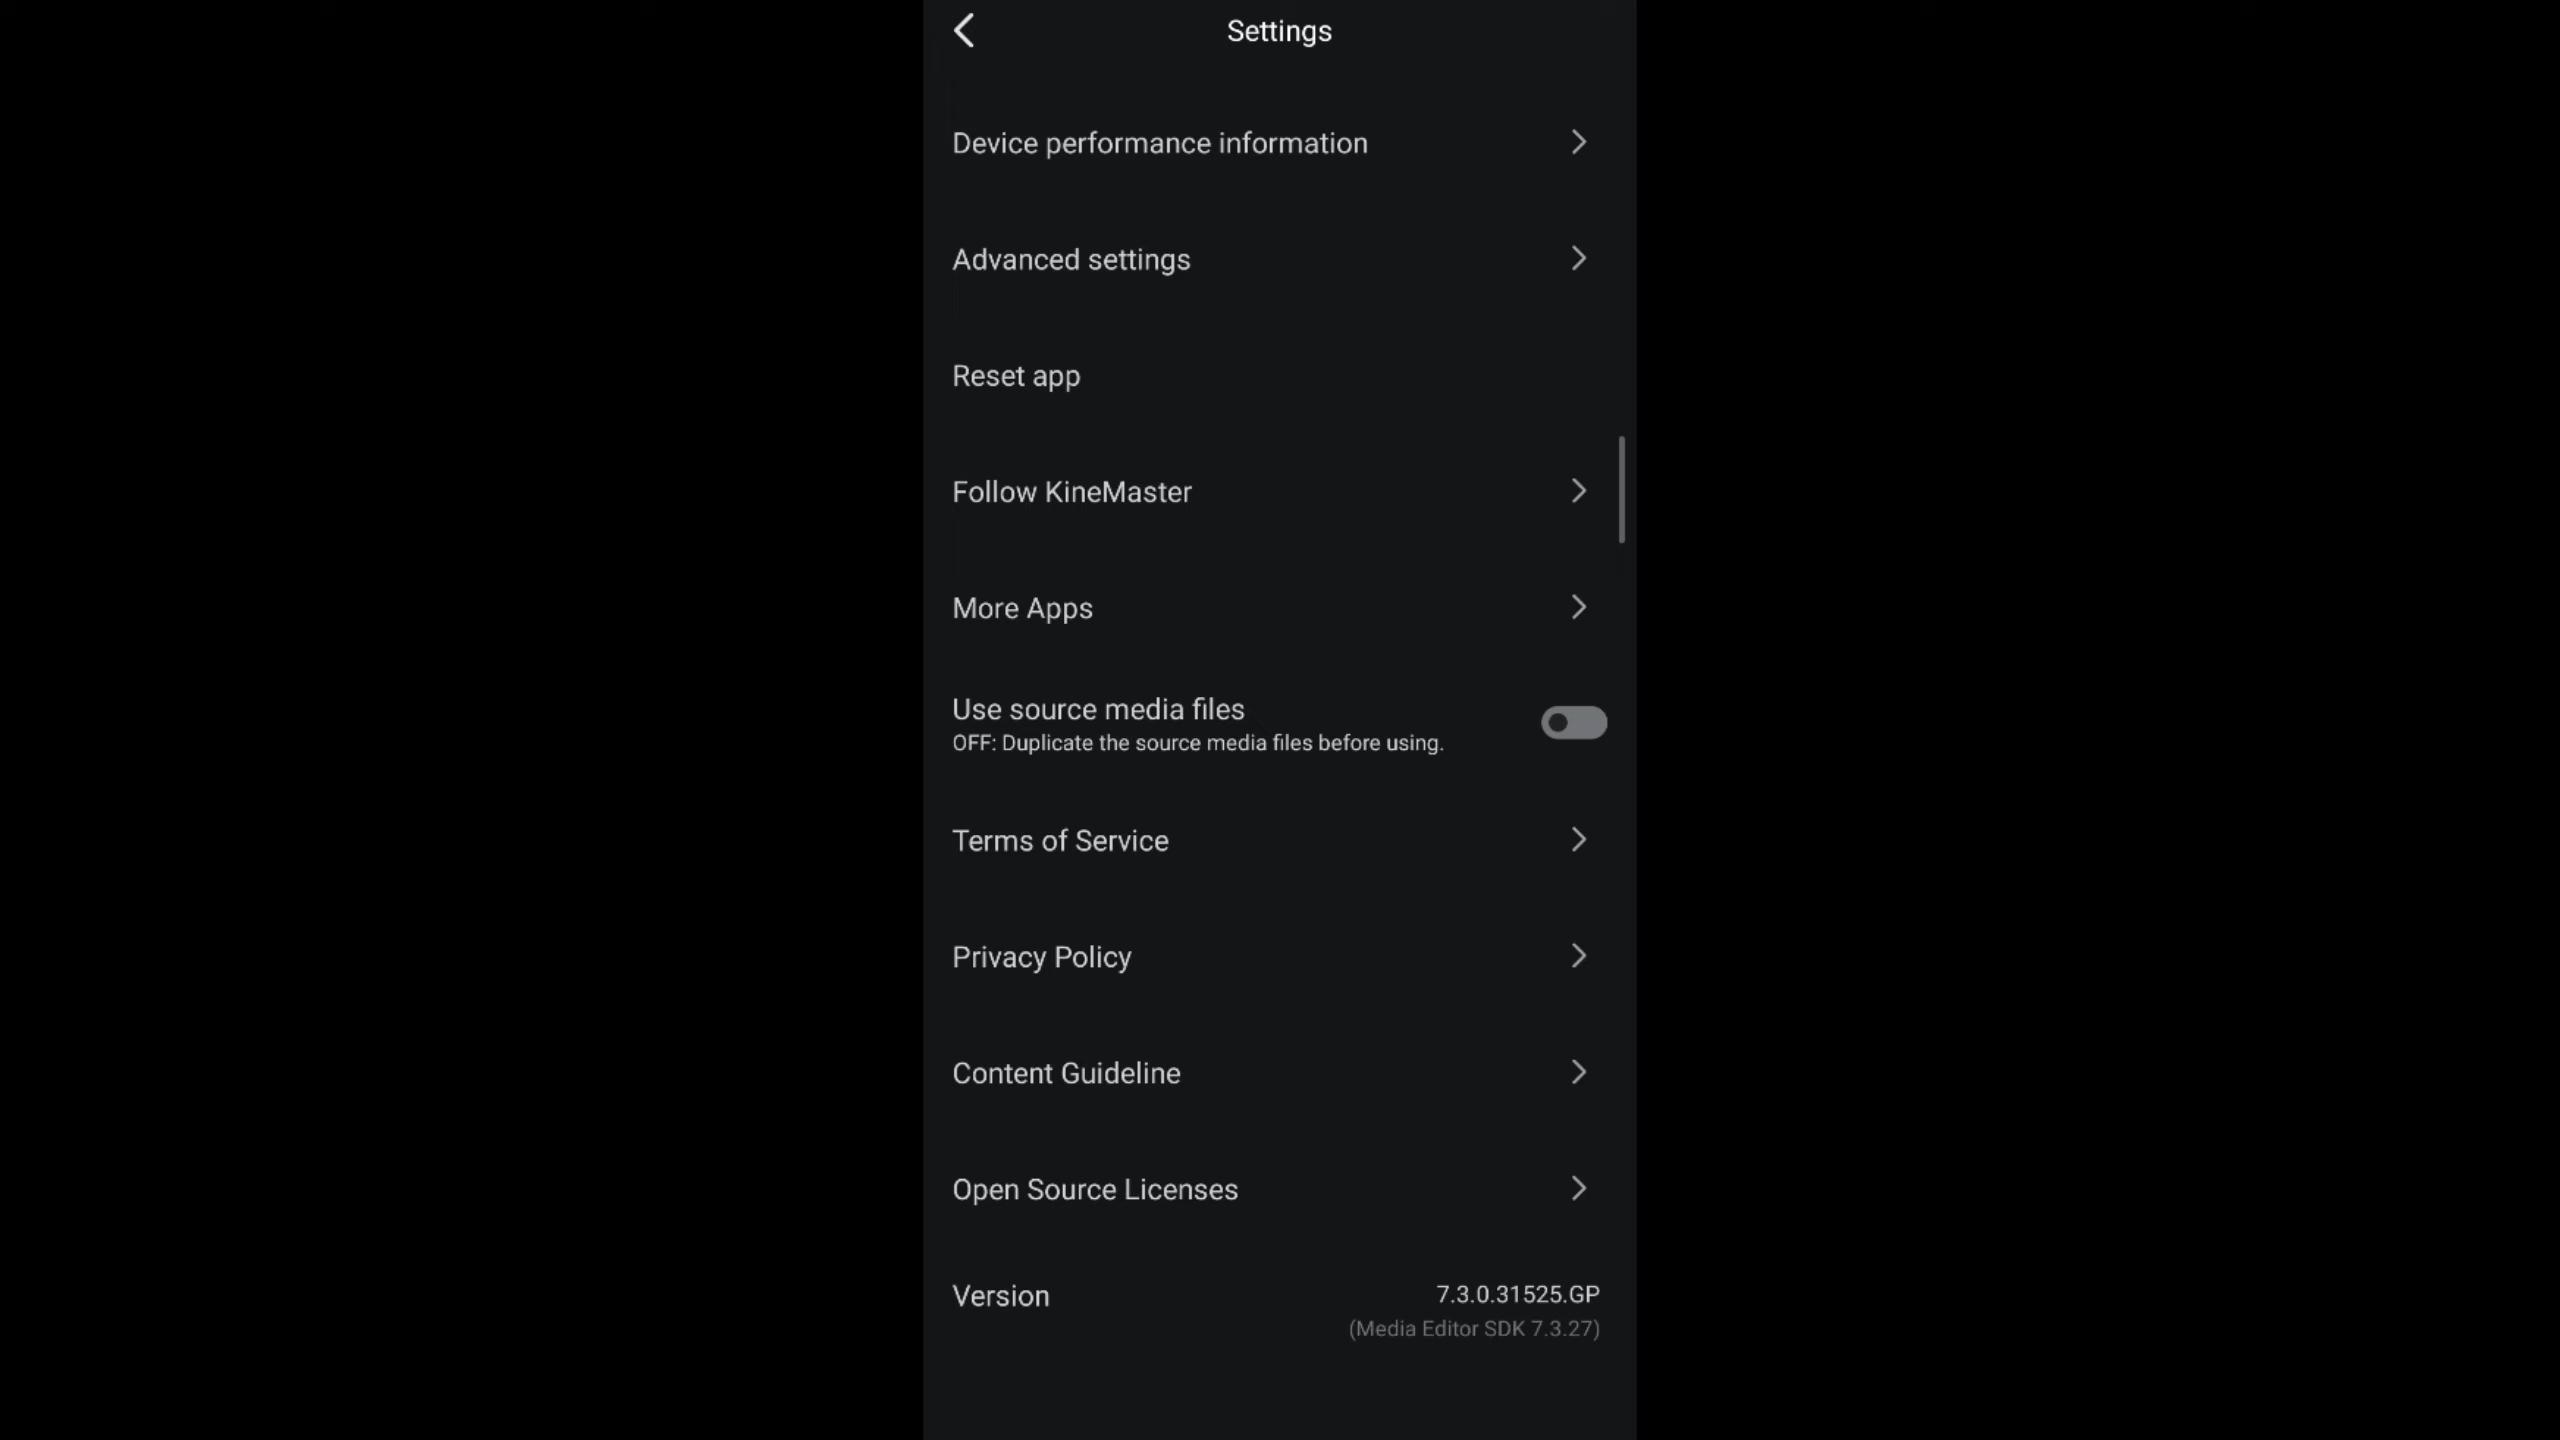 Settings
Device performance information
Advanced settings
Reset app
Follow KineMaster
More Apps
Use source media files
OFF: Duplicate the source media files before using.
Terms of Service
Privacy Policy
Content Guideline
Open Source Licenses
Version
7.3.0.31525.GP
(Media Editor SDK 7.3.27)